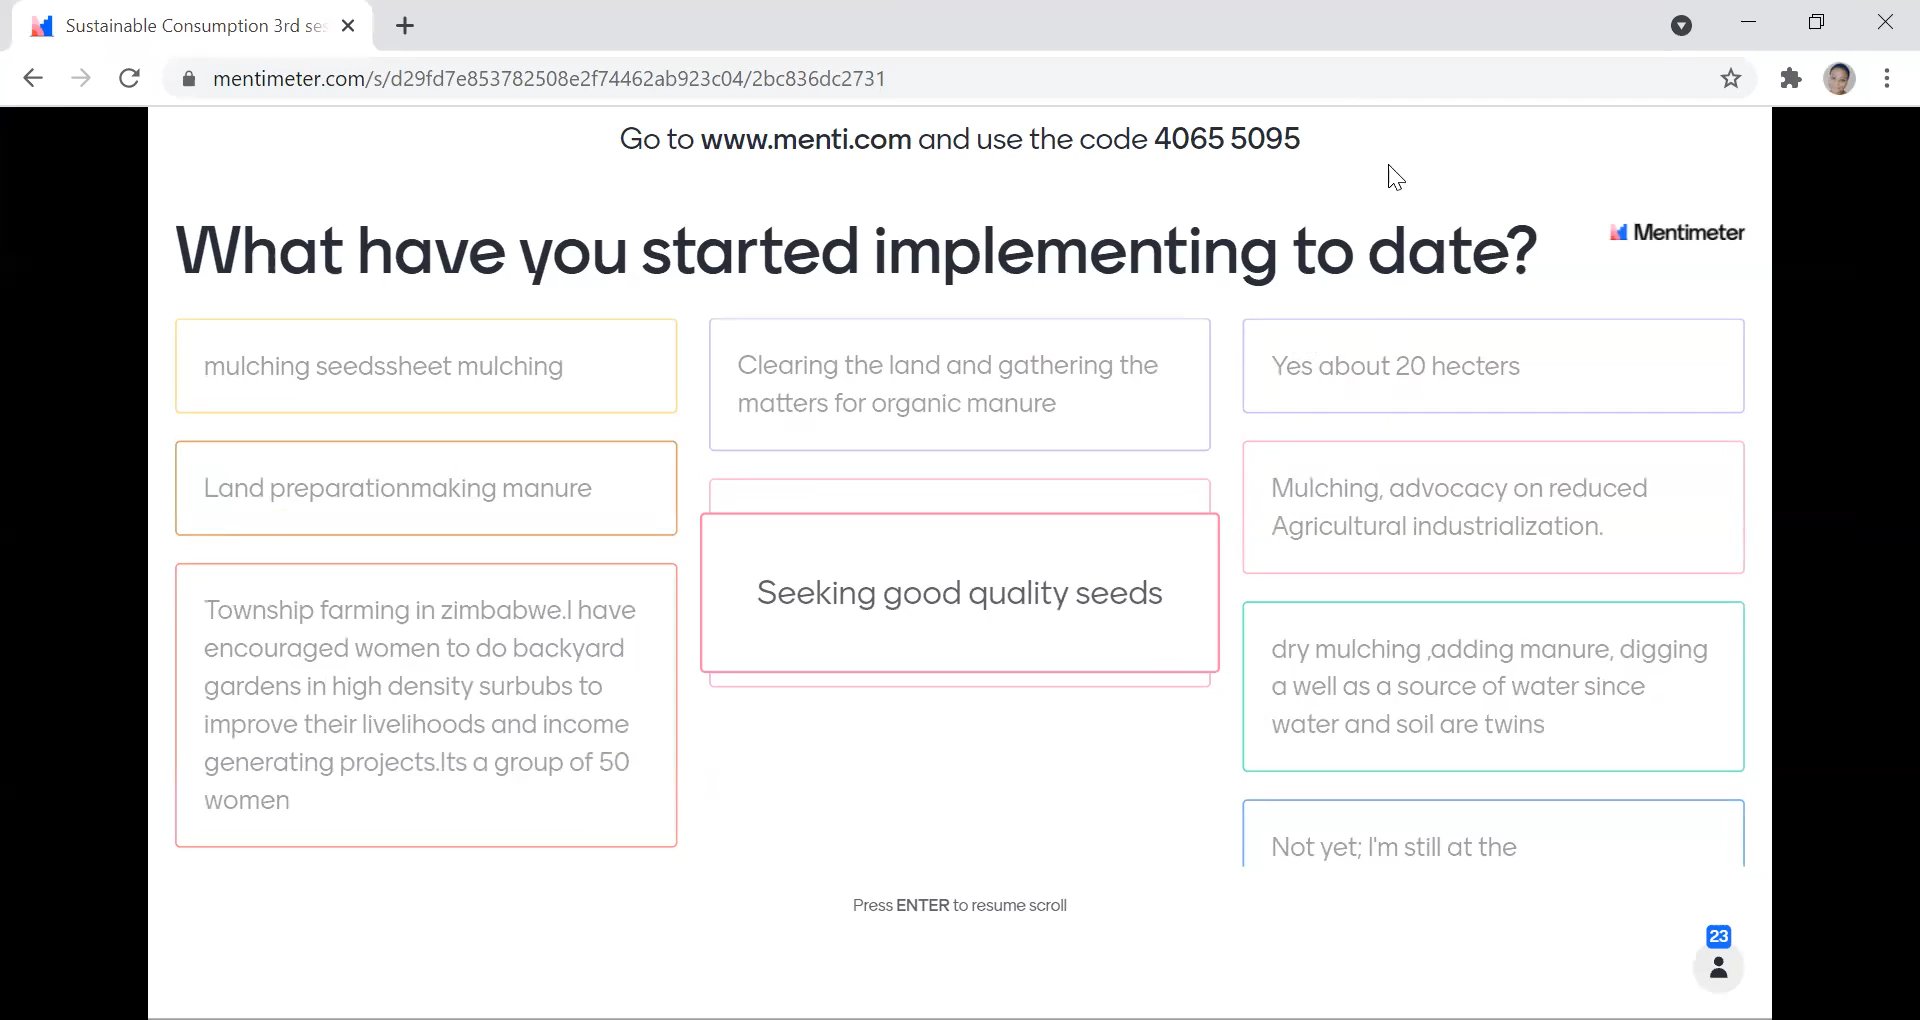 Sustainable Consumption 3rd ses
mentimeter.com/s/d29fd7e853782508e2f74462ab923c04/2bc836dc2731
Go to www.menti.com and use the code 4065 5095
What have you started implementing to date?
Mentimeter
mulching seedssheet mulching
Land preparationmaking manure
Township farming in zimbabwe.I have
encouraged women to do backyard
gardens in high density surbubs to
improve their livelihoods and income
generating projects.Its a group of 50
women
Clearing the land and gathering the
matters for organic manure
Seeking good quality seeds
Yes about 20 hecters
Mulching, advocacy on reduced
Agricultural industrialization.
dry mulching ,adding manure, digging
a well as a source of water since
water and soil are twins
Not yet; I'm still at the
Press ENTER to resume scroll
23